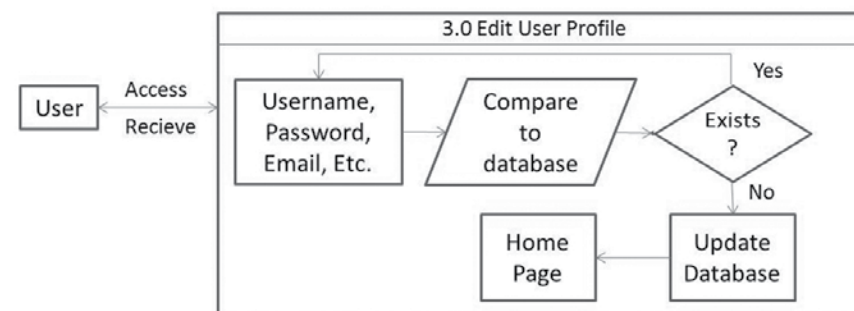 3.0 Edit User Profile
User
Access
Recieve
Username,
Password,
Email, Etc.
Compare
to
database
Exists
?
Yes
No
Update
Database
Home
Page